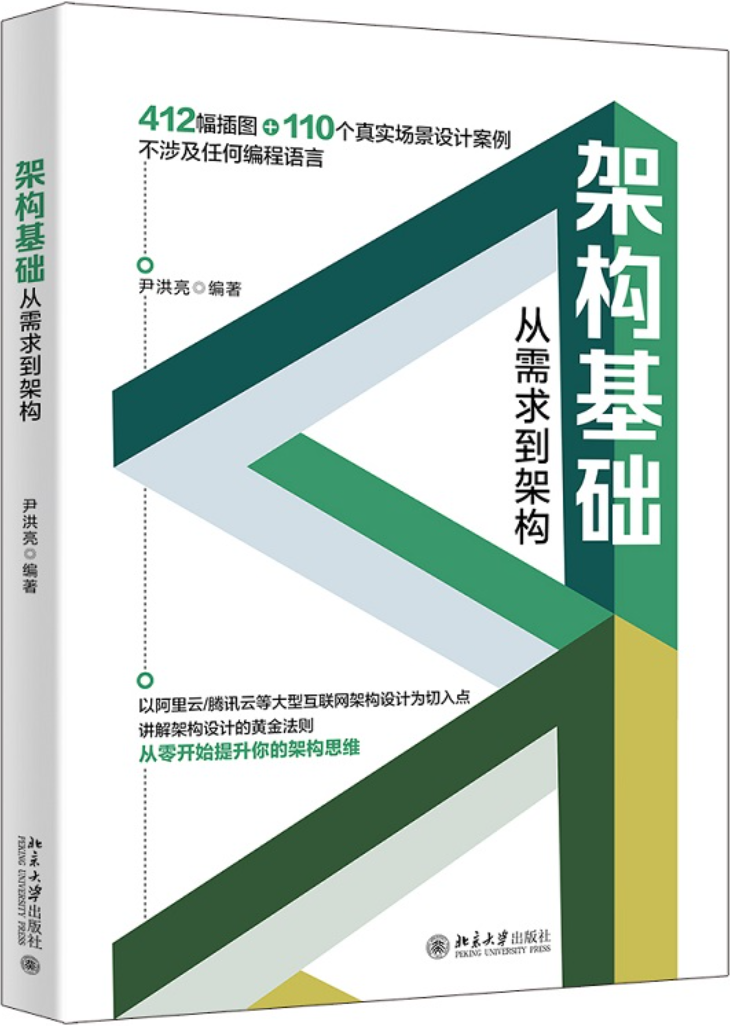 架构基础
从需求到架构
尹洪亮◎编著
北京大学出版社
PEKING UNIVERSITY PRESS
412幅插图+110个真实场景设计案例
不涉及任何编程语言
尹洪亮◎编著
架构基础
从需求到架构
以阿里云/腾讯云等大型互联网架构设计为切入点
讲解架构设计的黄金法则
从零开始提升你的架构思维
北京大学出版社
PEKING UNIVERSITY PRESS